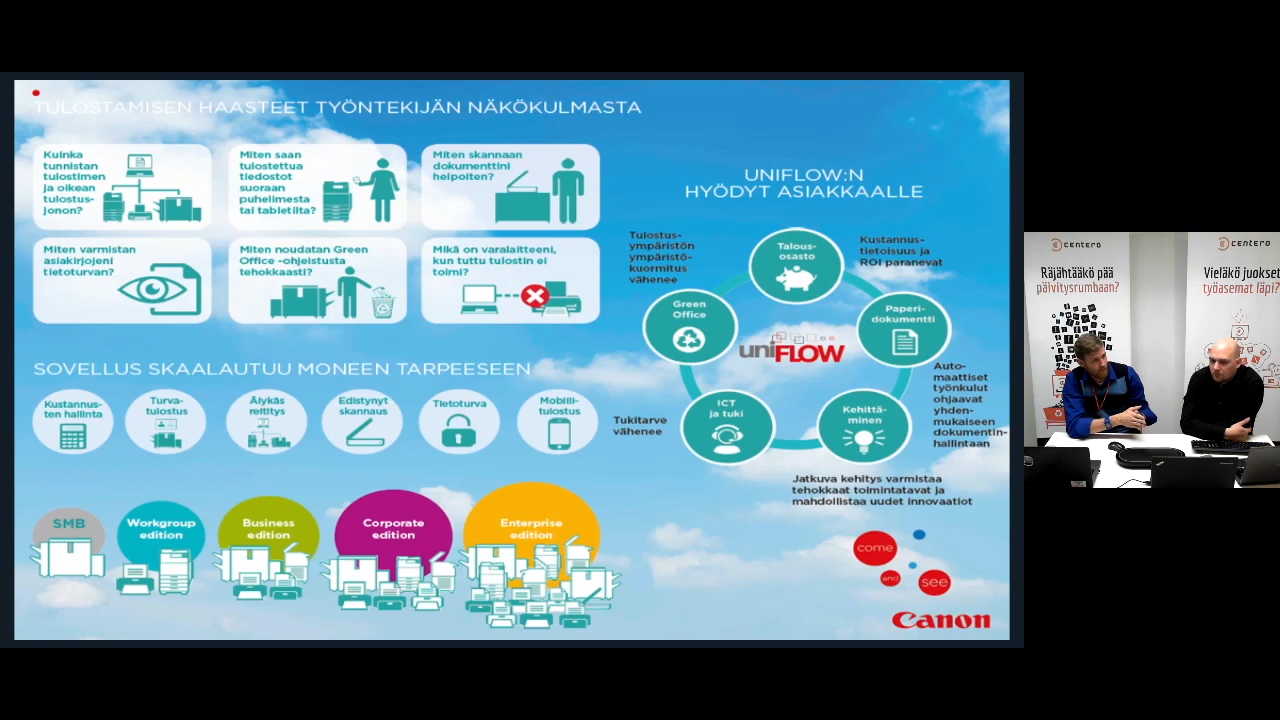 TULOSTAMISEN HAASTEET TYÖNTEKIJÄN NÄKÖKULMASTA
Kuinka
tunnistan
tulostimen
ja oikean
tulostus-
jonon?
Miten saan
tulostettua
tiedostot
suoraan
puhelimesta
tai tabletilta?
Miten skannaan
dokumenttini
helpoiten?
Miten varmistan
asiakirjojeni
tietoturvan?
Miten noudatan Green
Office -ohjeistusta
tehokkaasti?
Mikä on varalaitteeni,
kun tuttu tulostin ei
toimi?
SOVELLUS SKAALAUTUU MONEEN TARPEESEEN
Kustannus-
ten hallinta
Turva-
tulostus
Älykäs
reititys
Edistynyt
skannaus
Tietoturva
Mobiili-
tulostus
SMB
Workgroup
edition
Business
edition
Corporate
edition
Enterprise
edition
UNIFLOW:N
HYÖDYT ASIAKKAALLE
Tulostus-
ympäristön
ympäristö-
kuormitus
vähenee
Talous-
osasto
Kustannus-
tietoisuus ja
ROI paranevat
Green
Office
uniFLOW
Paperi-
dokumentti
Auto-
maattiset
työnkulut
ohjaavat
yhden-
mukaiseen
dokumentin-
hallintaan
Tukitarve
vähenee
ICT
ja tuki
Kehittä-
minen
Jatkuva kehitys varmistaa
tehokkaat toimintatavat ja
mahdollistaa uudet innovaatiot
come
and
see
Canon
centero
Räjähtääkö pää
päivitysrumbaan?
centero
Vieläkö juokset
työasemat läpi?